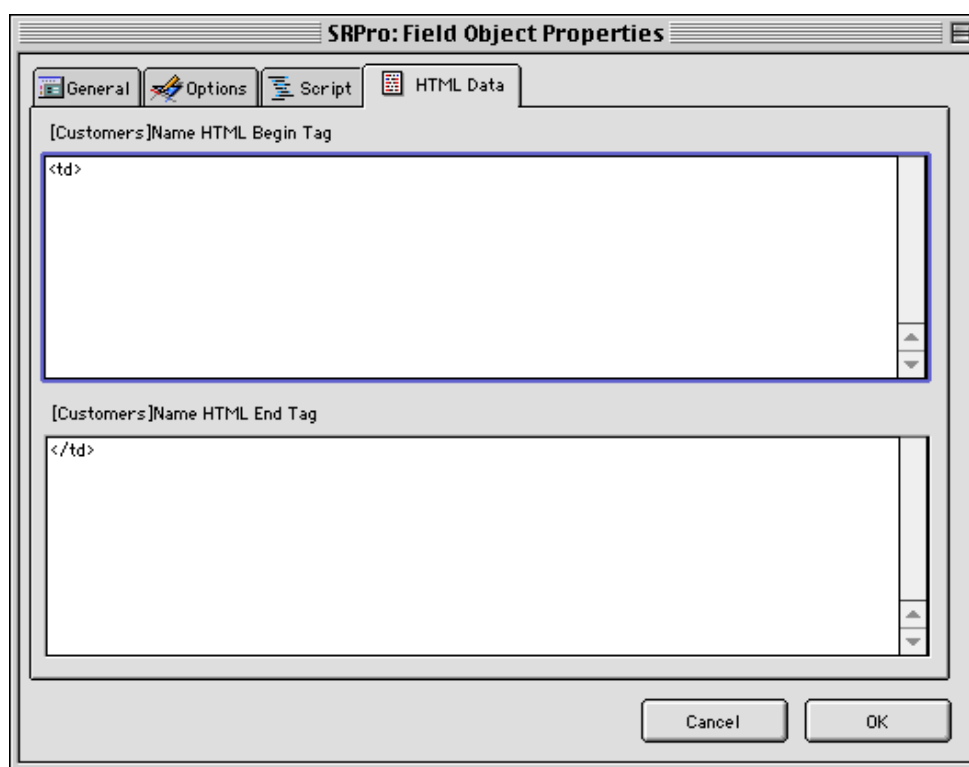 SRPro: Field Object Properties
General Options Script HTML Data
[Customers]Name HTML Begin Tag
<td>
[Customers]Name HTML End Tag
</td>
Cancel OK